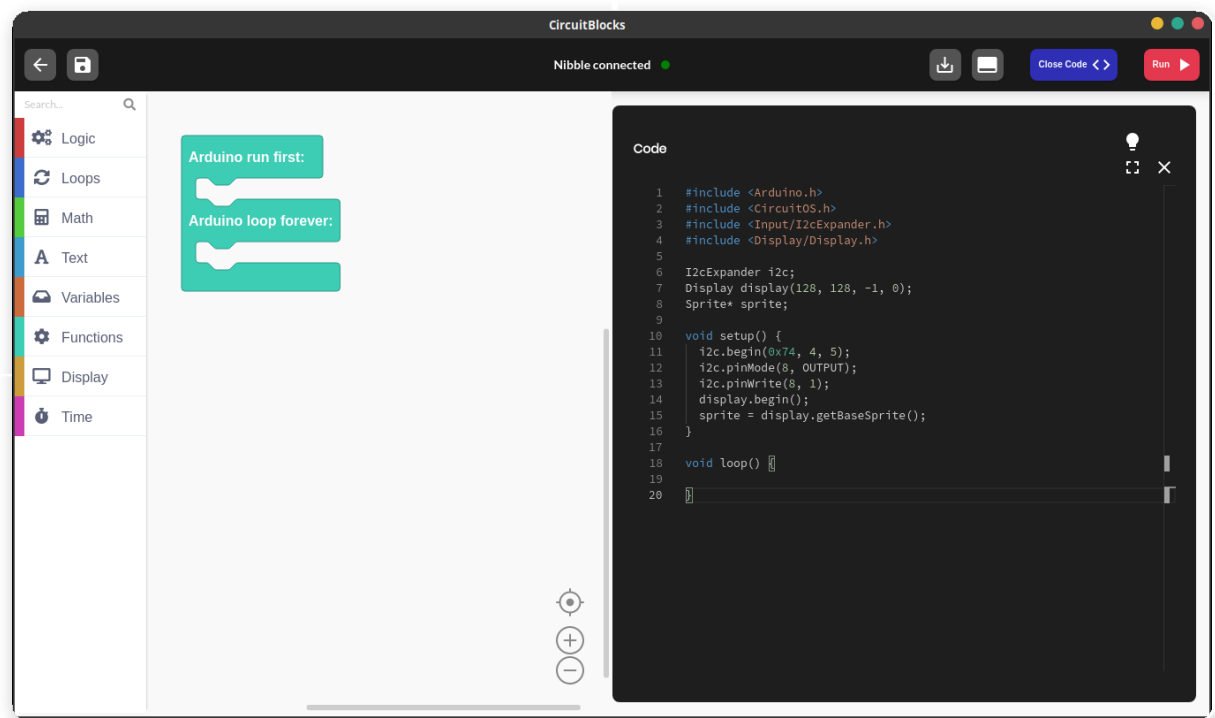 CircuitBlocks
Nibble connected
Close Code
Run
Search...
Logic
Loops
Math
Text
Variables
Functions
Display
Time
Arduino run first:
Arduino loop forever:
Code
1 #include <Arduino.h>
2 #include <CircuitOS.h>
3 #include <Input/I2cExpander.h>
4 #include <Display/Display.h>
5
6 I2cExpander i2c;
7 Display display(128, 128, -1, 0);
8 Sprite* sprite;
9
10 void setup() {
11 i2c.begin(0x74, 4, 5);
12 i2c.pinMode(8, OUTPUT);
13 i2c.pinWrite(8, 1);
14 display.begin();
15 sprite = display.getBaseSprite();
16 }
17
18 void loop() {
19
20 }